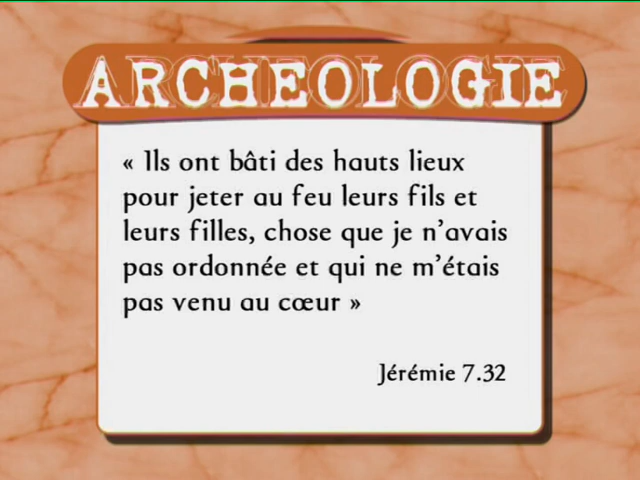 ARCHEOLOGIE
« Ils ont bâti des hauts lieux
pour jeter au feu leurs fils et
leurs filles, chose que je n’avais
pas ordonnée et qui ne m’étais
pas venu au cœur »
Jérémie 7.32